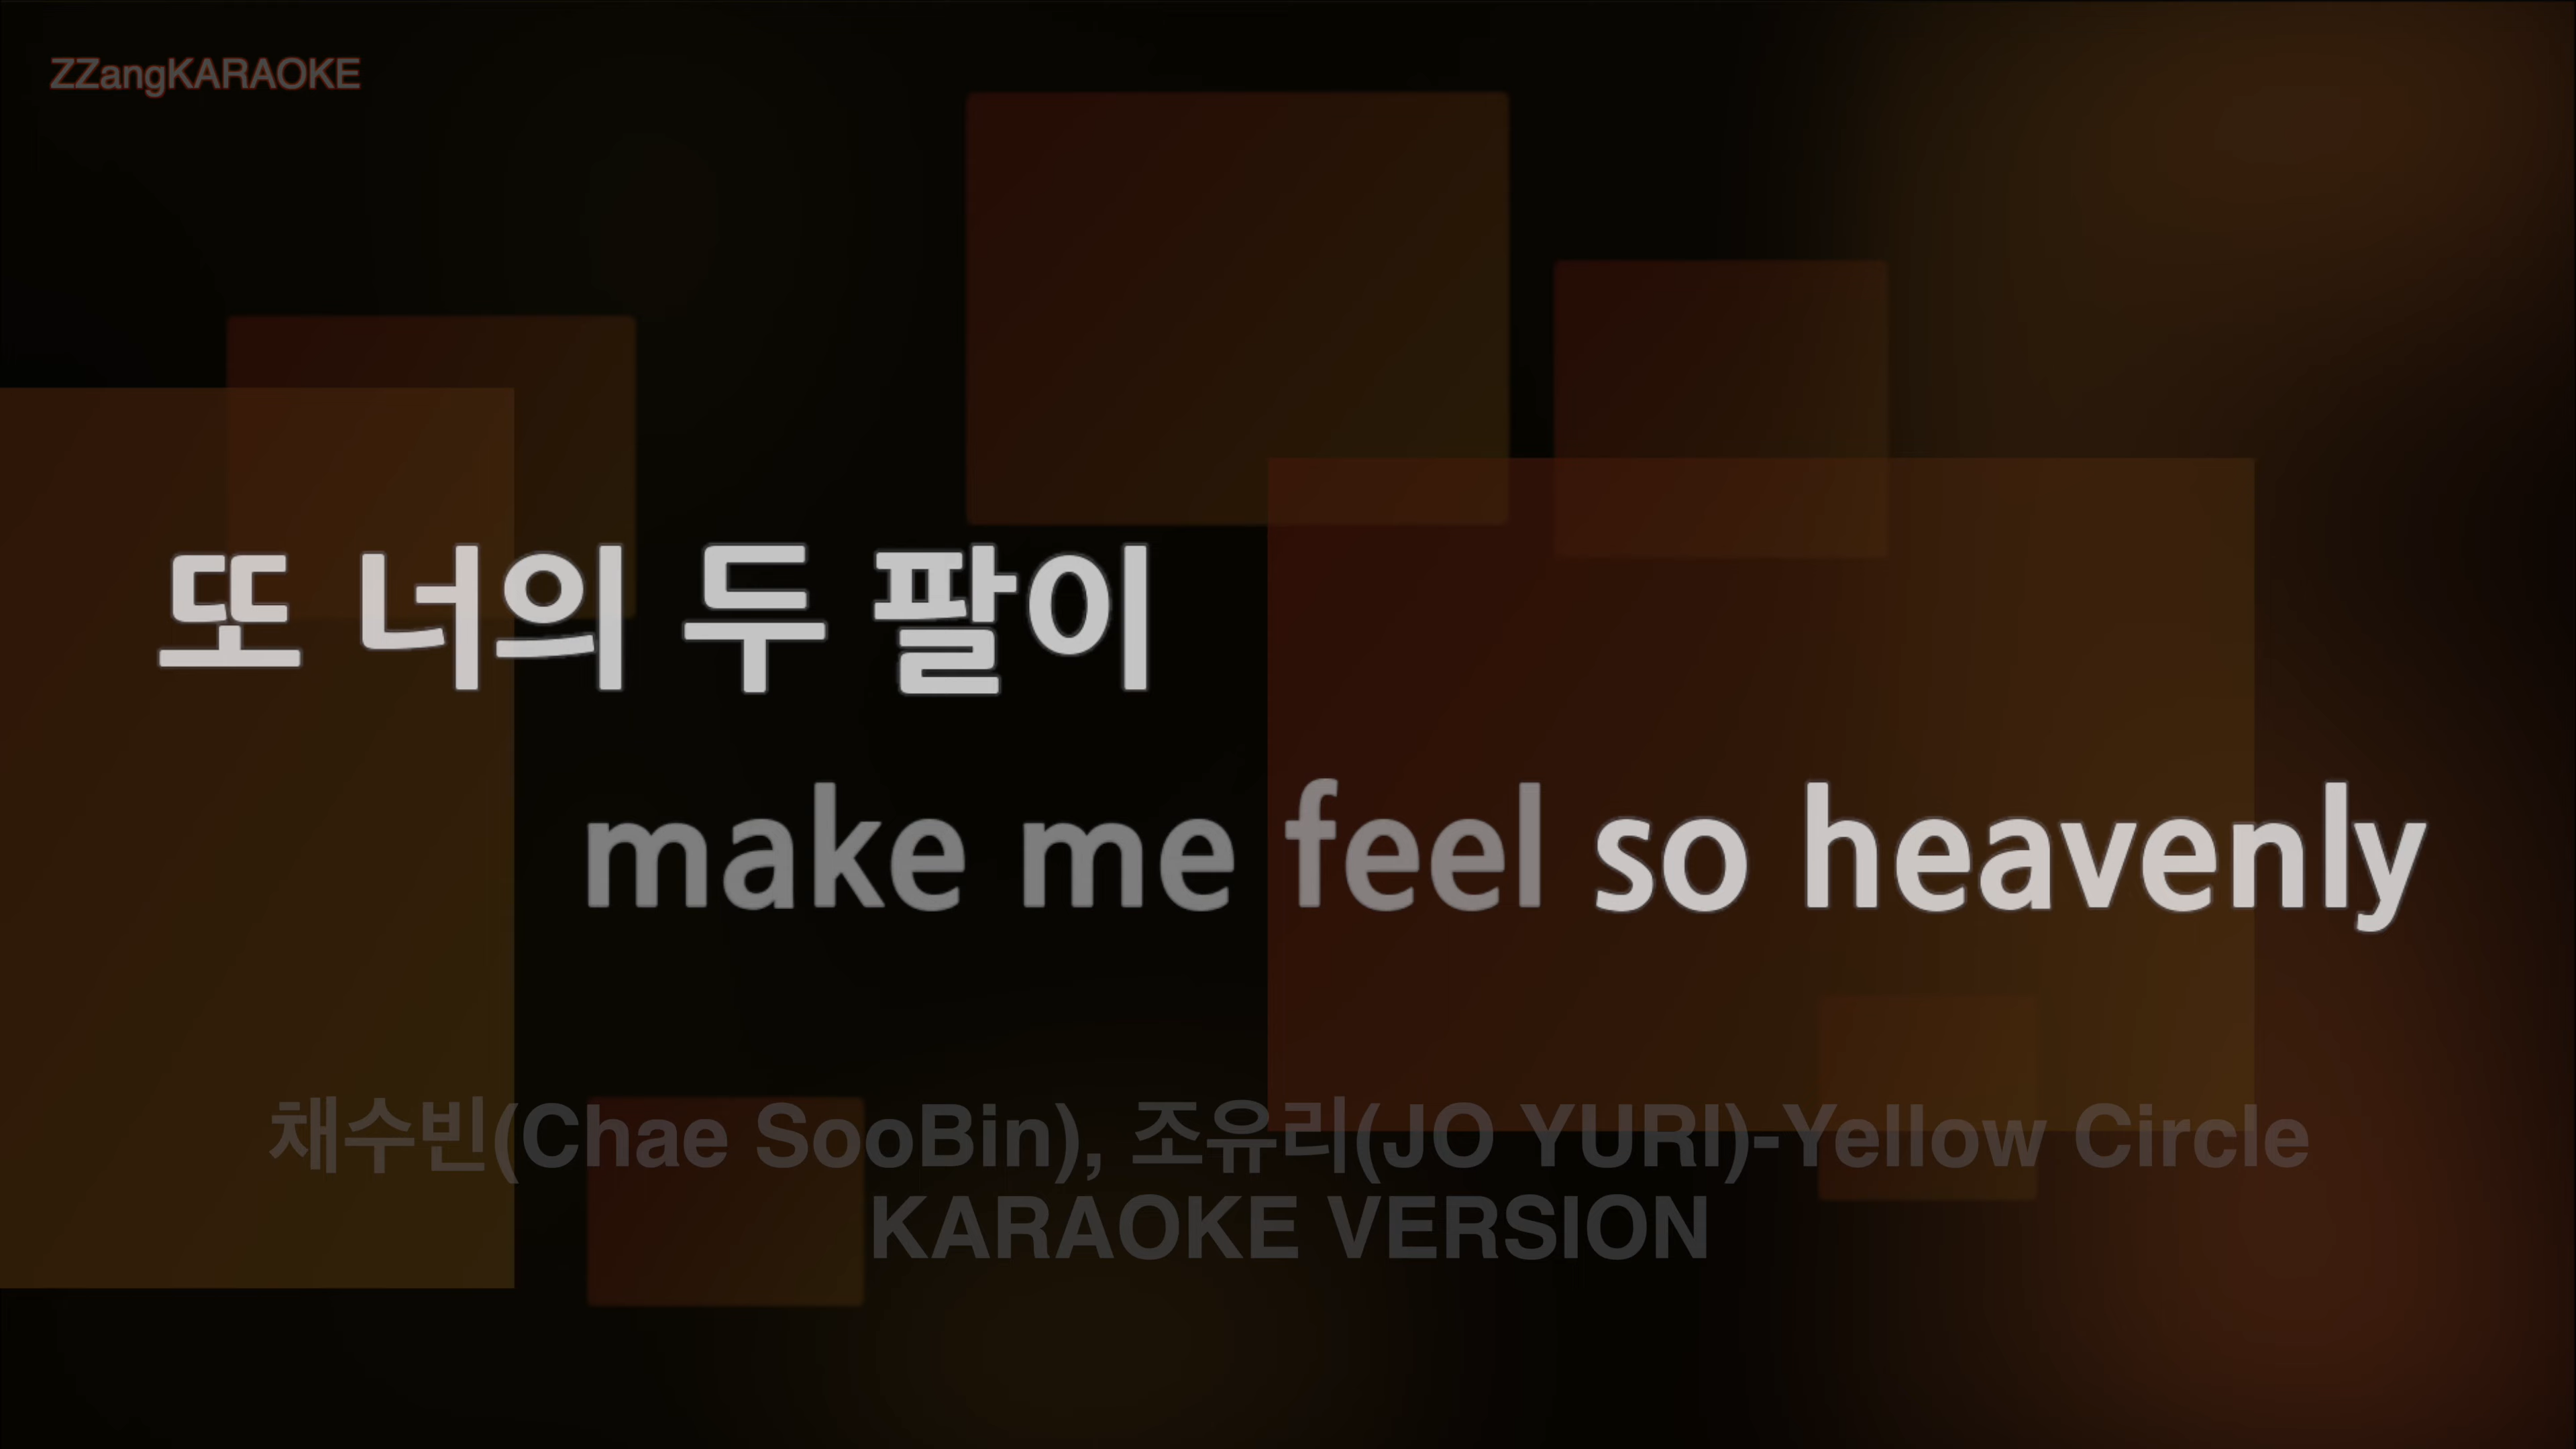 ZZangKARAOKE
또 너의 두 팔이
make me feel so heavenly
채수빈(Chae SooBin), 조유리(JO YURI)-Yellow Circle
KARAOKE VERSION